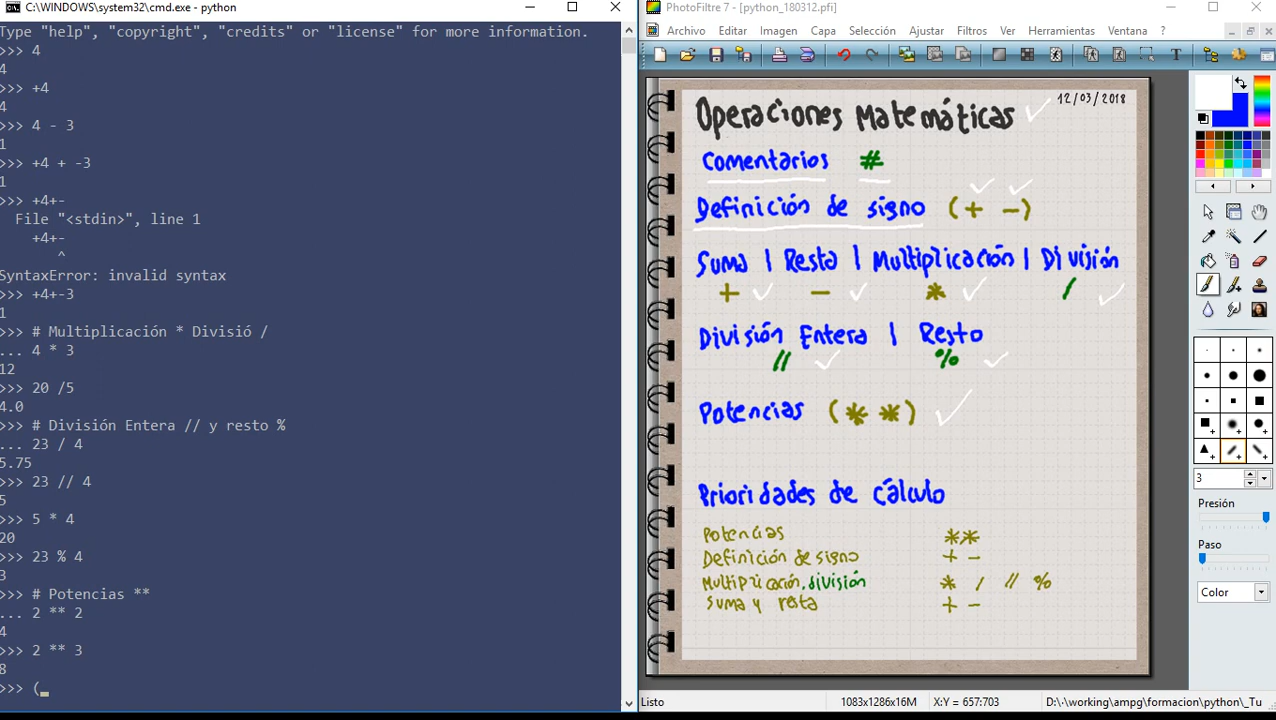 C:\WINDOWS\system32\cmd.exe - python
Type "help", "copyright", "credits" or "license" for more information.
>>> 4
4
>>> +4
4
>>> 4 - 3
1
>>> +4 + -3
1
>>> +4+-
  File "<stdin>", line 1
    +4+-
       ^
SyntaxError: invalid syntax
>>> +4+-3
1
>>> # Multiplicación * Divisió /
... 4 * 3
12
>>> 20 /5
4.0
>>> # División Entera // y resto %
... 23 / 4
5.75
>>> 23 // 4
5
>>> 5 * 4
20
>>> 23 % 4
3
>>> # Potencias **
... 2 ** 2
4
>>> 2 ** 3
8
>>> (_
PhotoFiltre 7 - [python_180312.pfi]
Archivo Editar Imagen Capa Selección Ajustar Filtros Ver Herramientas Ventana ?
12/03/2018
Operaciones Matemáticas
Comentarios #
Definición de signo (+ -)
Suma | Resta | Multiplicación | División
+ - * /
División Entera | Resto
// %
Potencias (* *)
Prioridades de cálculo
Potencias **
Definición de signo + -
Multiplicación, división * / // %
Suma y resta + -
3
Presión
Paso
Color
Listo 1083x1286x16M X:Y = 657:703 D:\·\working\ampg\formacion\python\_Tu